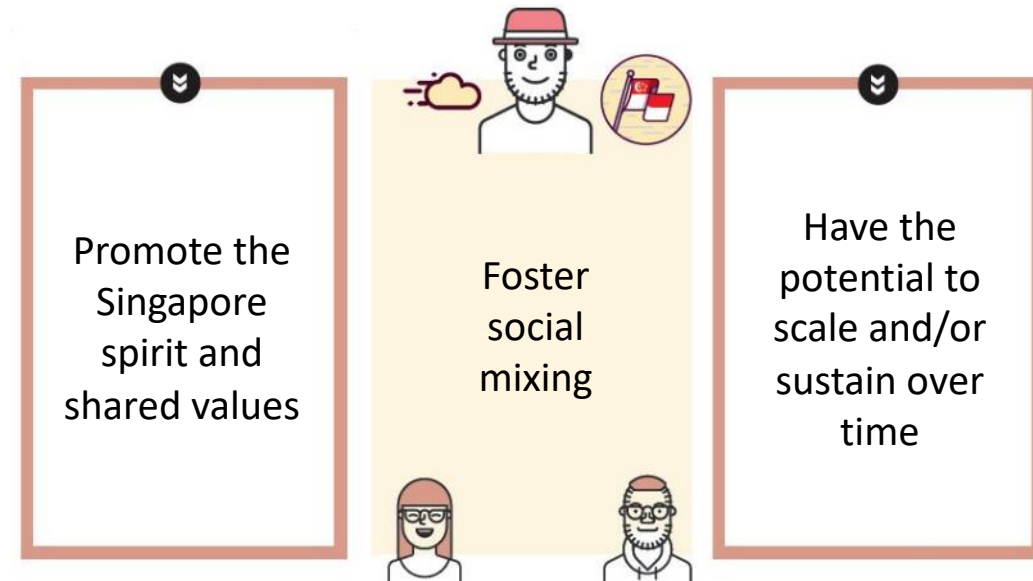 Promote the
Singapore
spirit and
shared values
Foster
social
mixing
Have the
potential to
scale and/or
sustain over
time